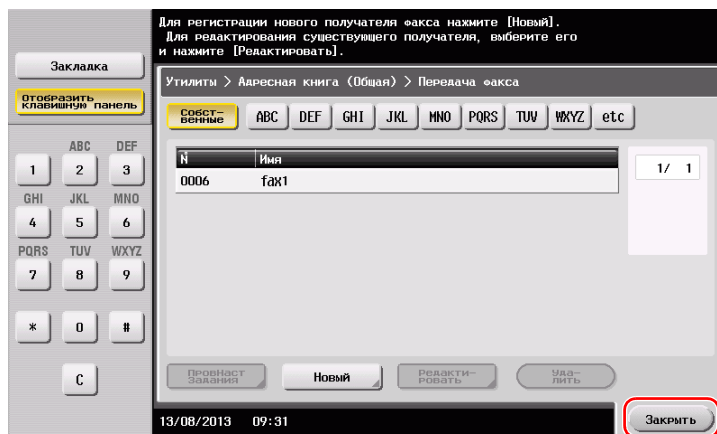 Для регистрации нового получателя факса нажмите [Новый].
Для редактирования существующего получателя, выберите его
и нажмите [Редактировать].
Закладка
Отобразить
клавишную панель
Утилиты > Адресная книга (Общая) > Передача факса
Собст-
венные
ABC DEF GHI JKL MNO PQRS TUV WXYZ etc
N Имя
0006 fax1
1/ 1
ABC DEF
1 2 3
GHI JKL MNO
4 5 6
PQRS TUV WXYZ
7 8 9
* 0 #
C
ПровНаст
Задания
Новый
Редакти-
ровать
Уда-
лить
13/08/2013 09:31
Закрыть